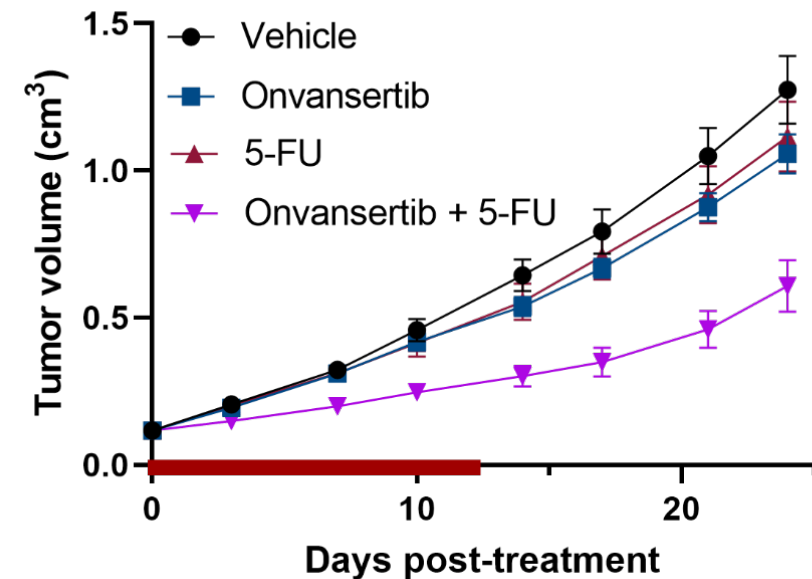 1.5
1.0
0.5
0.0
Tumor volume (cm³)
Vehicle
Onvansertib
5-FU
Onvansertib + 5-FU
0
10
20
Days post-treatment